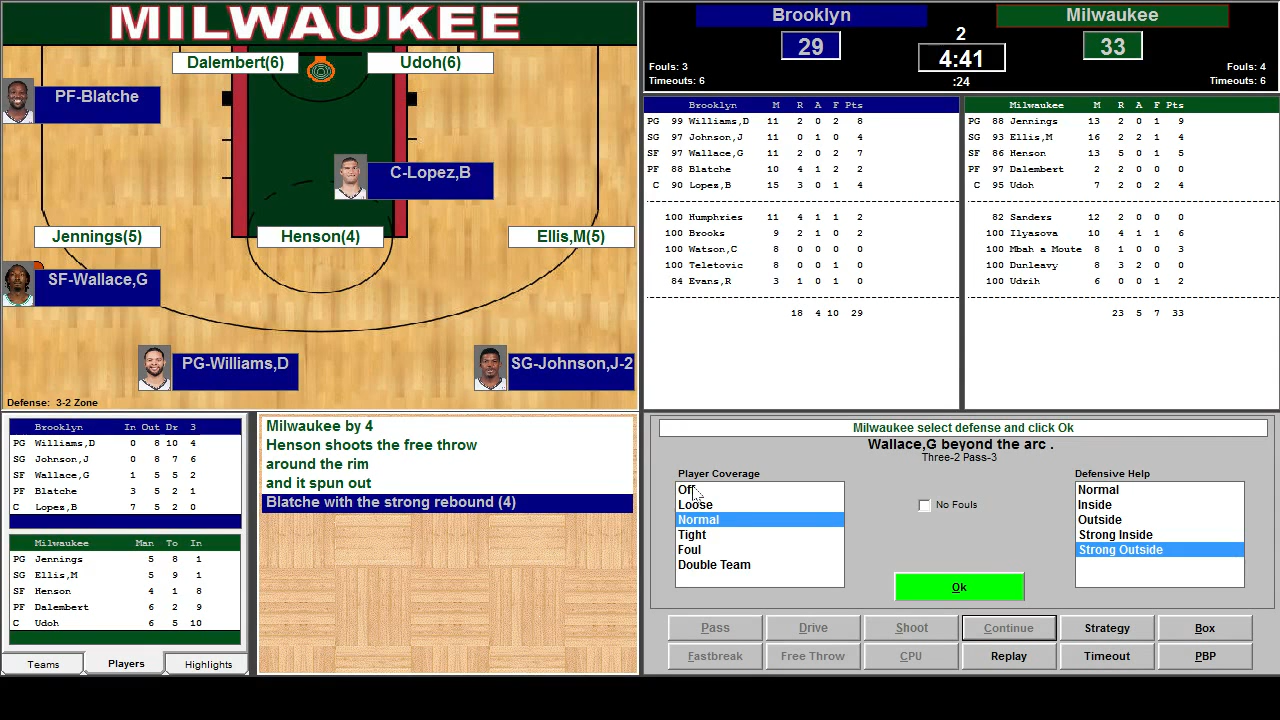 MILWAUKEE
Dalembert(6)
Udoh(6)
PF-Blatche
C-Lopez,B
Jennings(5)
Henson(4)
Ellis,M(5)
SF-Wallace,G
PG-Williams,D
SG-Johnson,J-2
Defense: 3-2 Zone
Brooklyn
Milwaukee
29
2
33
4:41
Fouls: 3
Fouls: 4
Timeouts: 6
:24
Timeouts: 6
Brooklyn M R A F Pts
PG 99 Williams,D 11 2 0 2 8
SG 97 Johnson,J 11 0 1 0 4
SF 97 Wallace,G 11 2 0 2 7
PF 88 Blatche 10 4 1 2 2
C 90 Lopez,B 15 3 0 1 4
100 Humphries 11 4 1 1 2
100 Brooks 9 2 1 0 2
100 Watson,C 8 0 0 0 0
100 Teletovic 8 0 0 1 0
84 Evans,R 3 1 0 1 0
18 4 10 29
Milwaukee M R A F Pts
PG 88 Jennings 13 2 0 1 9
SG 93 Ellis,M 16 2 2 1 4
SF 86 Henson 13 5 0 1 5
PF 97 Dalembert 2 2 0 0 0
C 95 Udoh 7 2 0 2 4
82 Sanders 12 2 0 0 0
100 Ilyasova 10 4 1 1 6
100 Mbah a Moute 8 1 0 0 3
100 Dunleavy 8 3 2 0 0
100 Udrih 6 0 0 1 2
23 5 7 33
Brooklyn In Out Dr 3
PG Williams,D 0 8 10 4
SG Johnson,J 0 8 7 6
SF Wallace,G 1 5 5 2
PF Blatche 3 5 2 1
C Lopez,B 7 5 2 0
Milwaukee Man To In
PG Jennings 5 8 1
SG Ellis,M 5 9 1
SF Henson 4 1 8
PF Dalembert 6 2 9
C Udoh 6 5 10
Teams
Players
Highlights
Milwaukee by 4
Henson shoots the free throw
around the rim
and it spun out
Blatche with the strong rebound (4)
Milwaukee select defense and click Ok
Wallace,G beyond the arc .
Three-2 Pass-3
Player Coverage
Off
Loose
Normal
Tight
Foul
Double Team
No Fouls
Ok
Defensive Help
Normal
Inside
Outside
Strong Inside
Strong Outside
Pass
Drive
Shoot
Continue
Strategy
Box
Fastbreak
Free Throw
CPU
Replay
Timeout
PBP